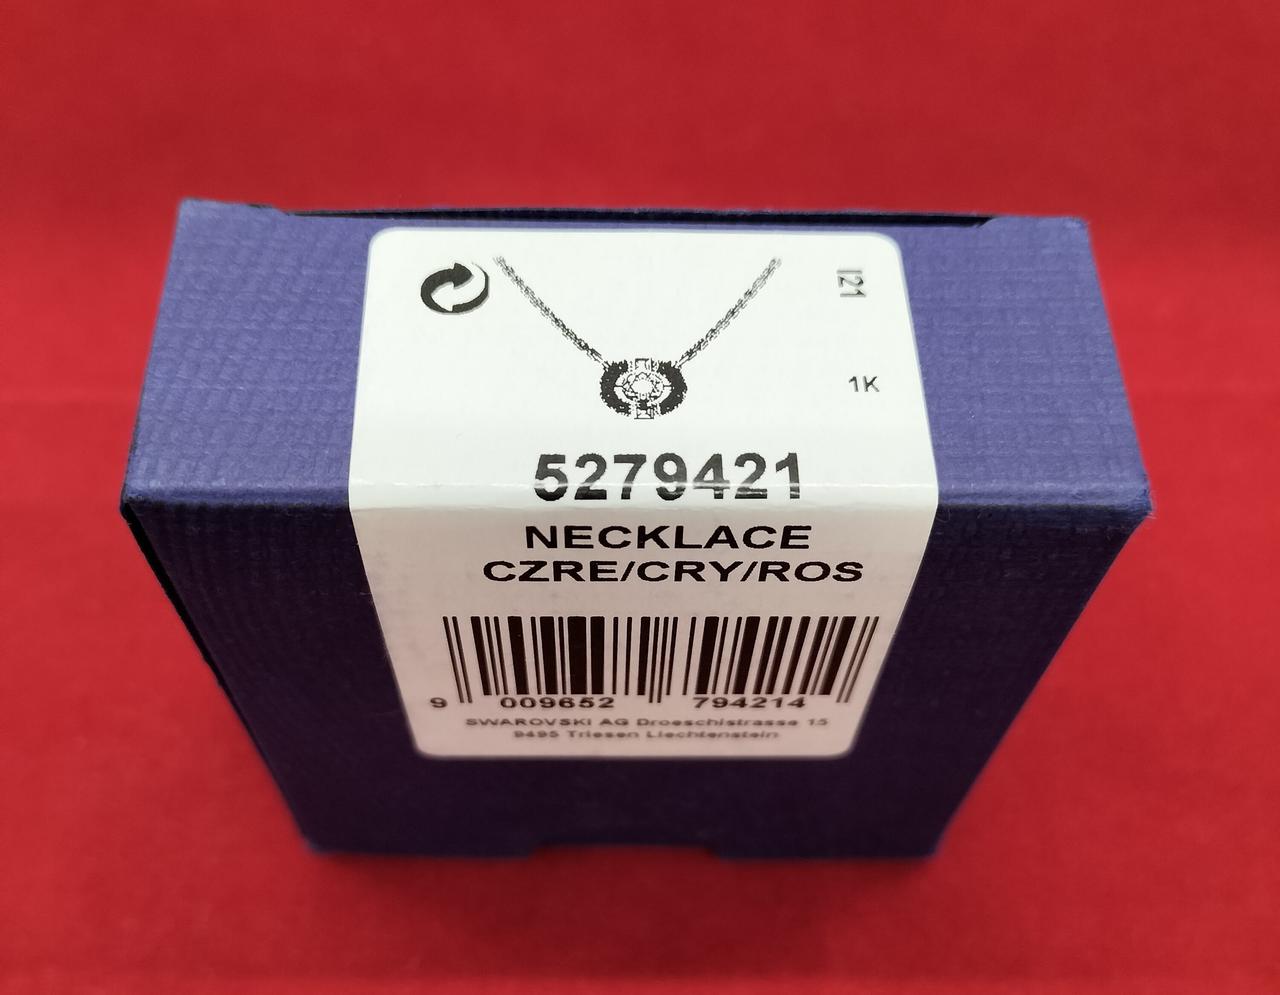 I21
1K
5279421
NECKLACE
CZRE/CRY/ROS
9 009652 794214
SWAROVSKI AG Droeschistrasse 15
9495 Triesen Liechtenstein